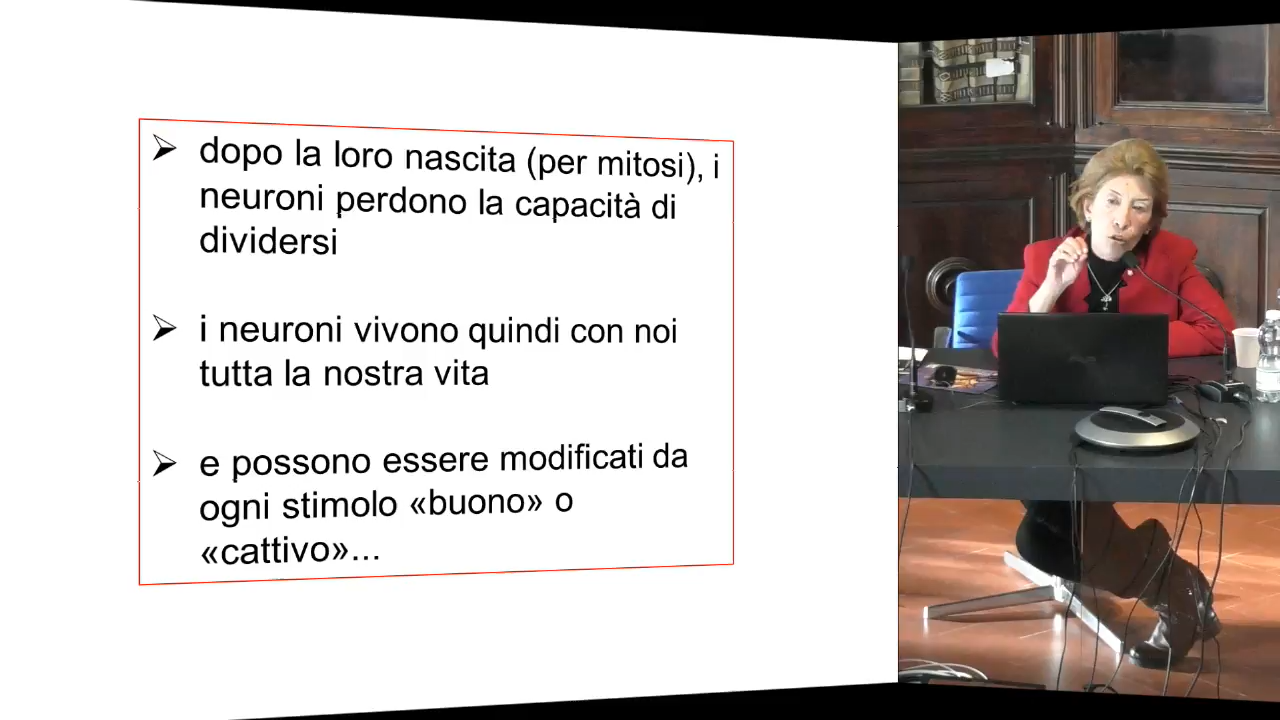 dopo la loro nascita (per mitosi), i
neuroni perdono la capacità di
dividersi
i neuroni vivono quindi con noi
tutta la nostra vita
e possono essere modificati da
ogni stimolo «buono» o
«cattivo»...